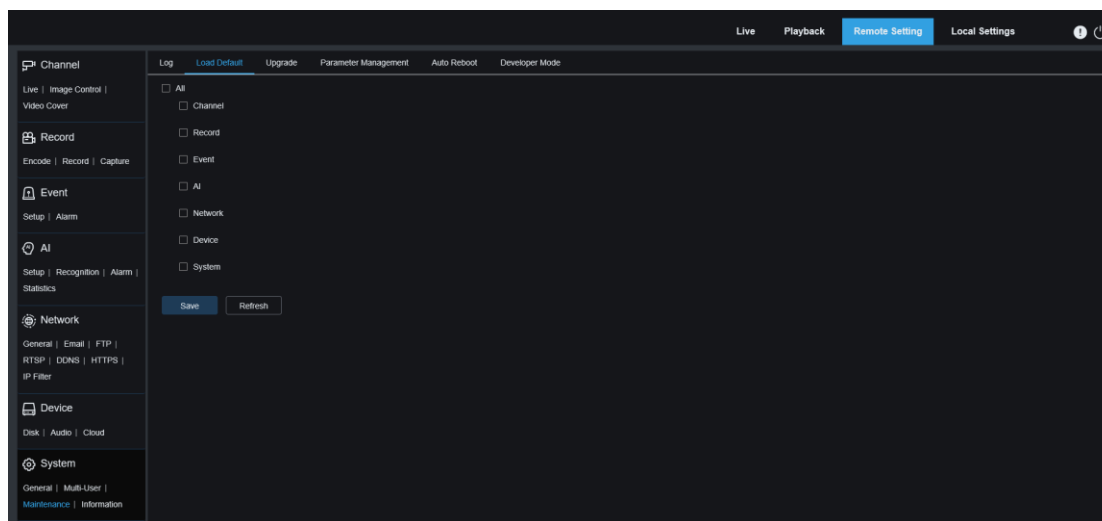 Live Playback Remote Setting Local Settings
Channel
Live | Image Control |
Video Cover
Record
Encode | Record | Capture
Event
Setup | Alarm
AI
Setup | Recognition | Alarm |
Statistics
Network
General | Email | FTP |
RTSP | DDNS | HTTPS |
IP Filter
Device
Disk | Audio | Cloud
System
General | Multi-User |
Maintenance | Information
Log Load Default Upgrade Parameter Management Auto Reboot Developer Mode
All
Channel
Record
Event
AI
Network
Device
System
Save Refresh